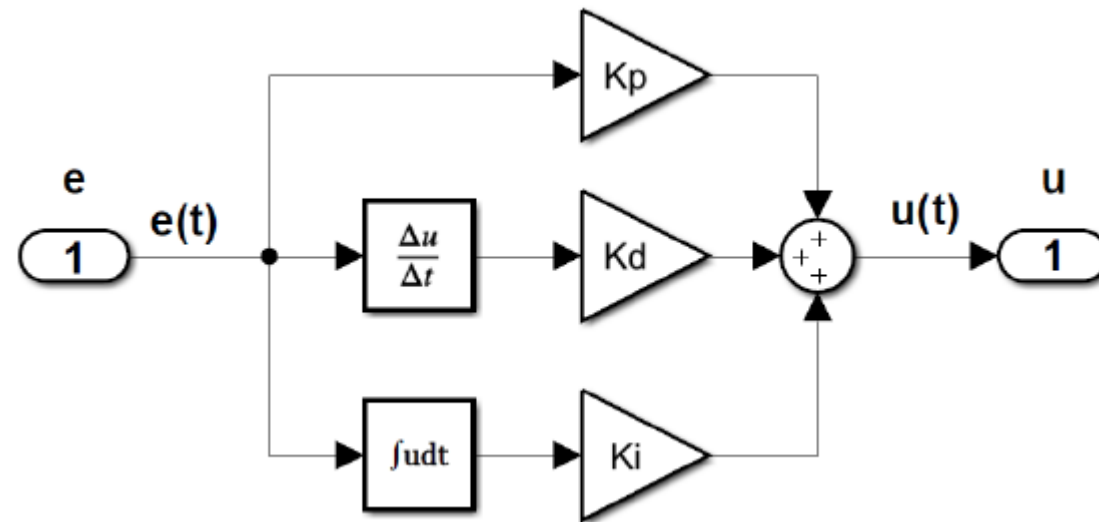 Kp
e
e(t)
1
Δu
Δt
Kd
+
+
+
u(t)
u
1
∫udt
Ki